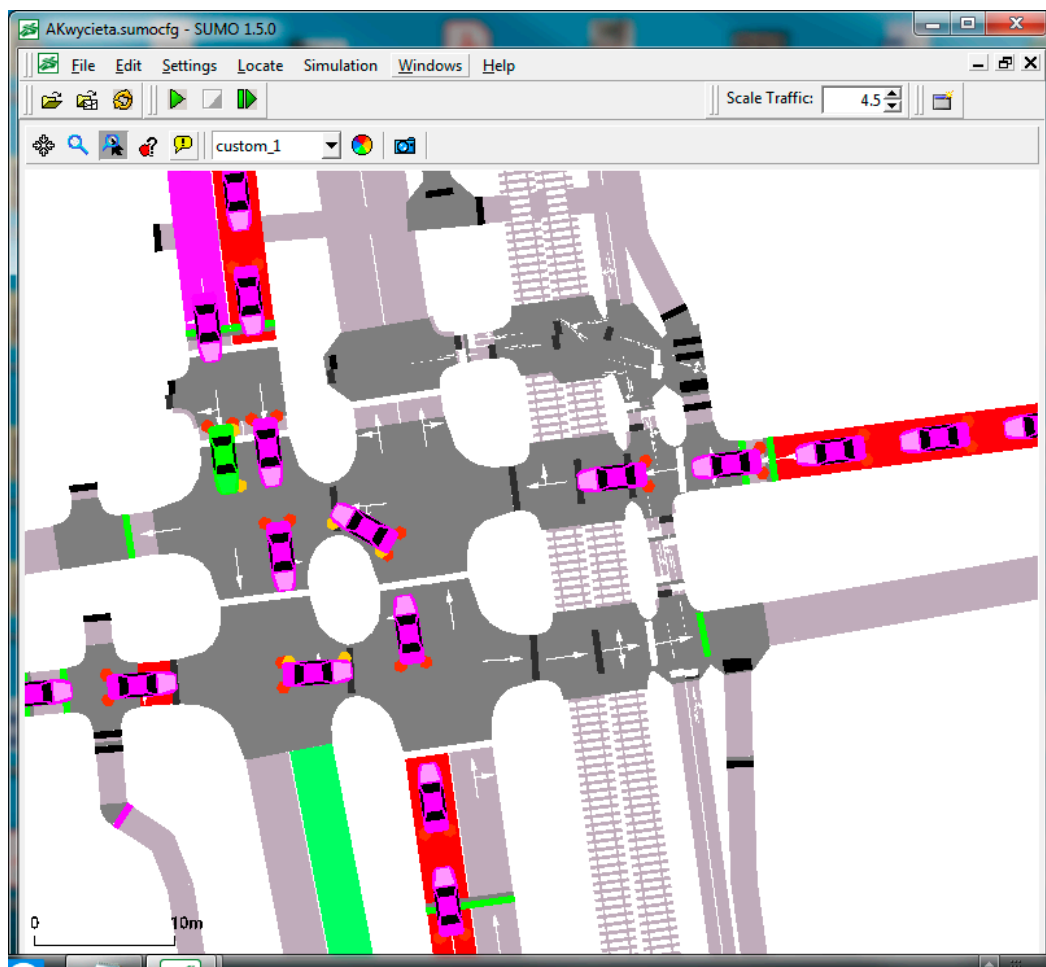 AKwycieta.sumocfg - SUMO 1.5.0
File Edit Settings Locate Simulation Windows Help
Scale Traffic: 4.5
custom_1
0 10m